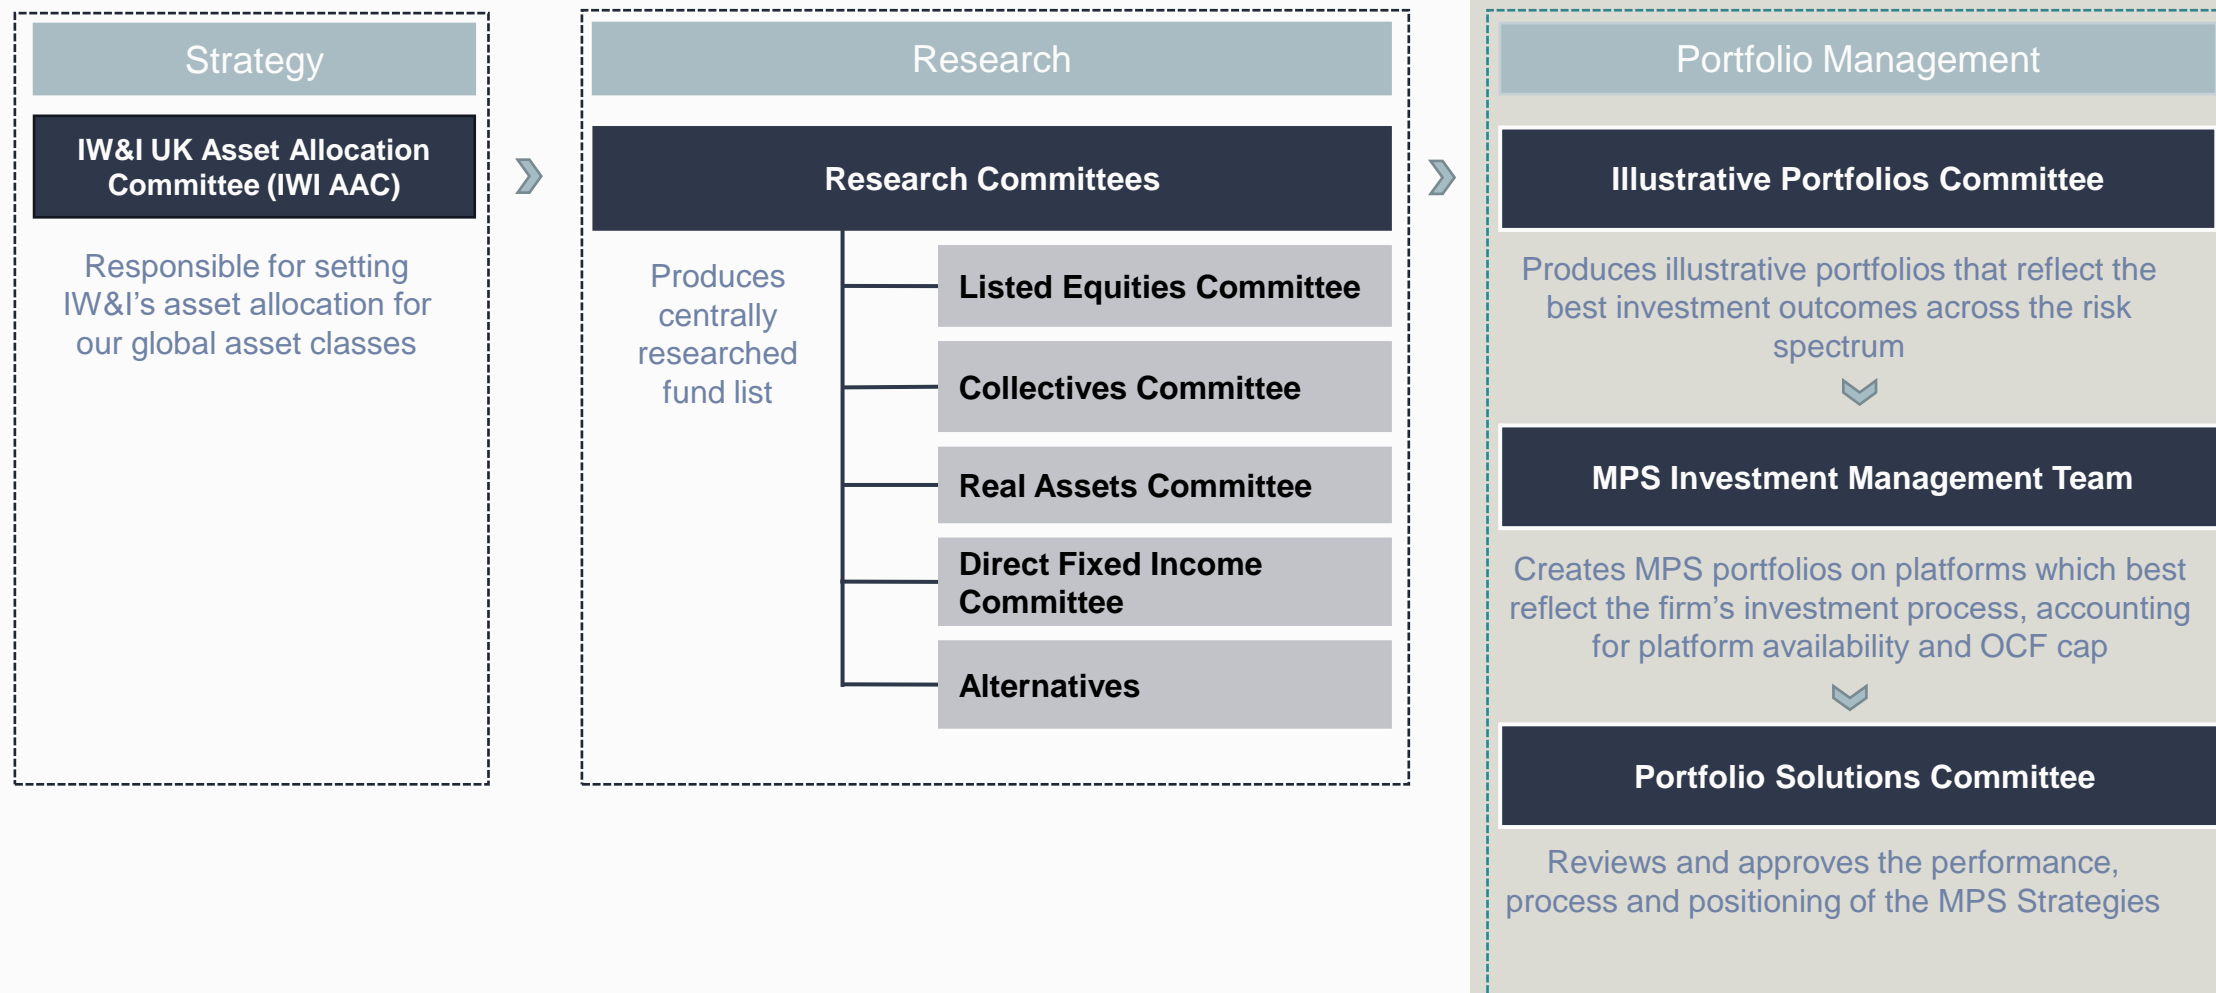 Strategy
IW&I UK Asset Allocation
Committee (IWI AAC)
Responsible for setting
IW&I’s asset allocation for
our global asset classes
Research
Research Committees
Produces
centrally
researched
fund list
Listed Equities Committee
Collectives Committee
Real Assets Committee
Direct Fixed Income
Committee
Alternatives
Portfolio Management
Illustrative Portfolios Committee
Produces illustrative portfolios that reflect the
best investment outcomes across the risk
spectrum
MPS Investment Management Team
Creates MPS portfolios on platforms which best
reflect the firm’s investment process, accounting
for platform availability and OCF cap
Portfolio Solutions Committee
Reviews and approves the performance,
process and positioning of the MPS Strategies